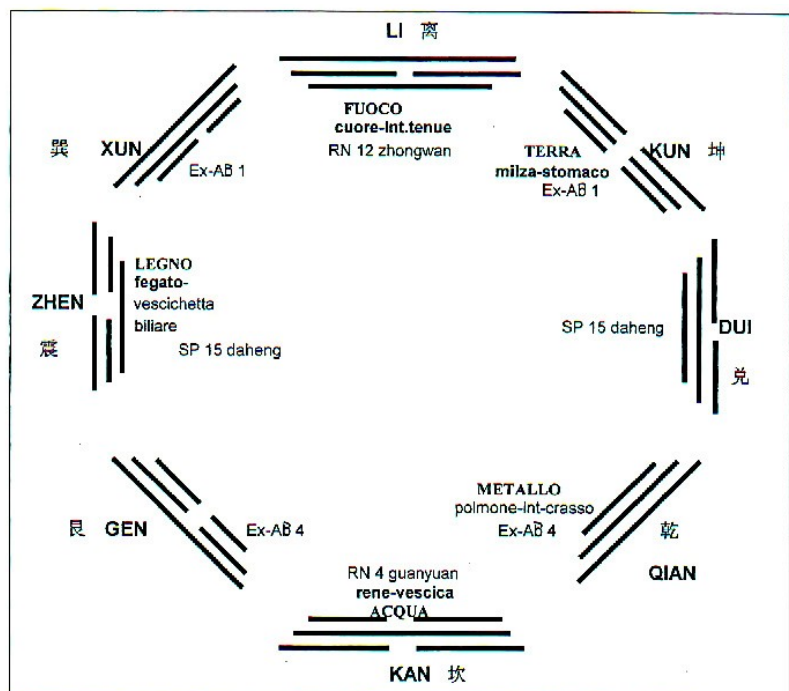 LI 离
FUOCO
cuore-int.tenue
RN 12 zhongwan
巽 XUN
Ex-AB 1
TERRA
milza-stomaco
Ex-AB 1
KUN 坤
ZHEN
震
LEGNO
fegato-
vescichetta
biliare
SP 15 daheng
SP 15 daheng
DUI
兑
艮 GEN
Ex-AB 4
METALLO
polmone-int-crasso
Ex-AB 4
乾
QIAN
RN 4 guanyuan
rene-vescica
ACQUA
KAN 坎